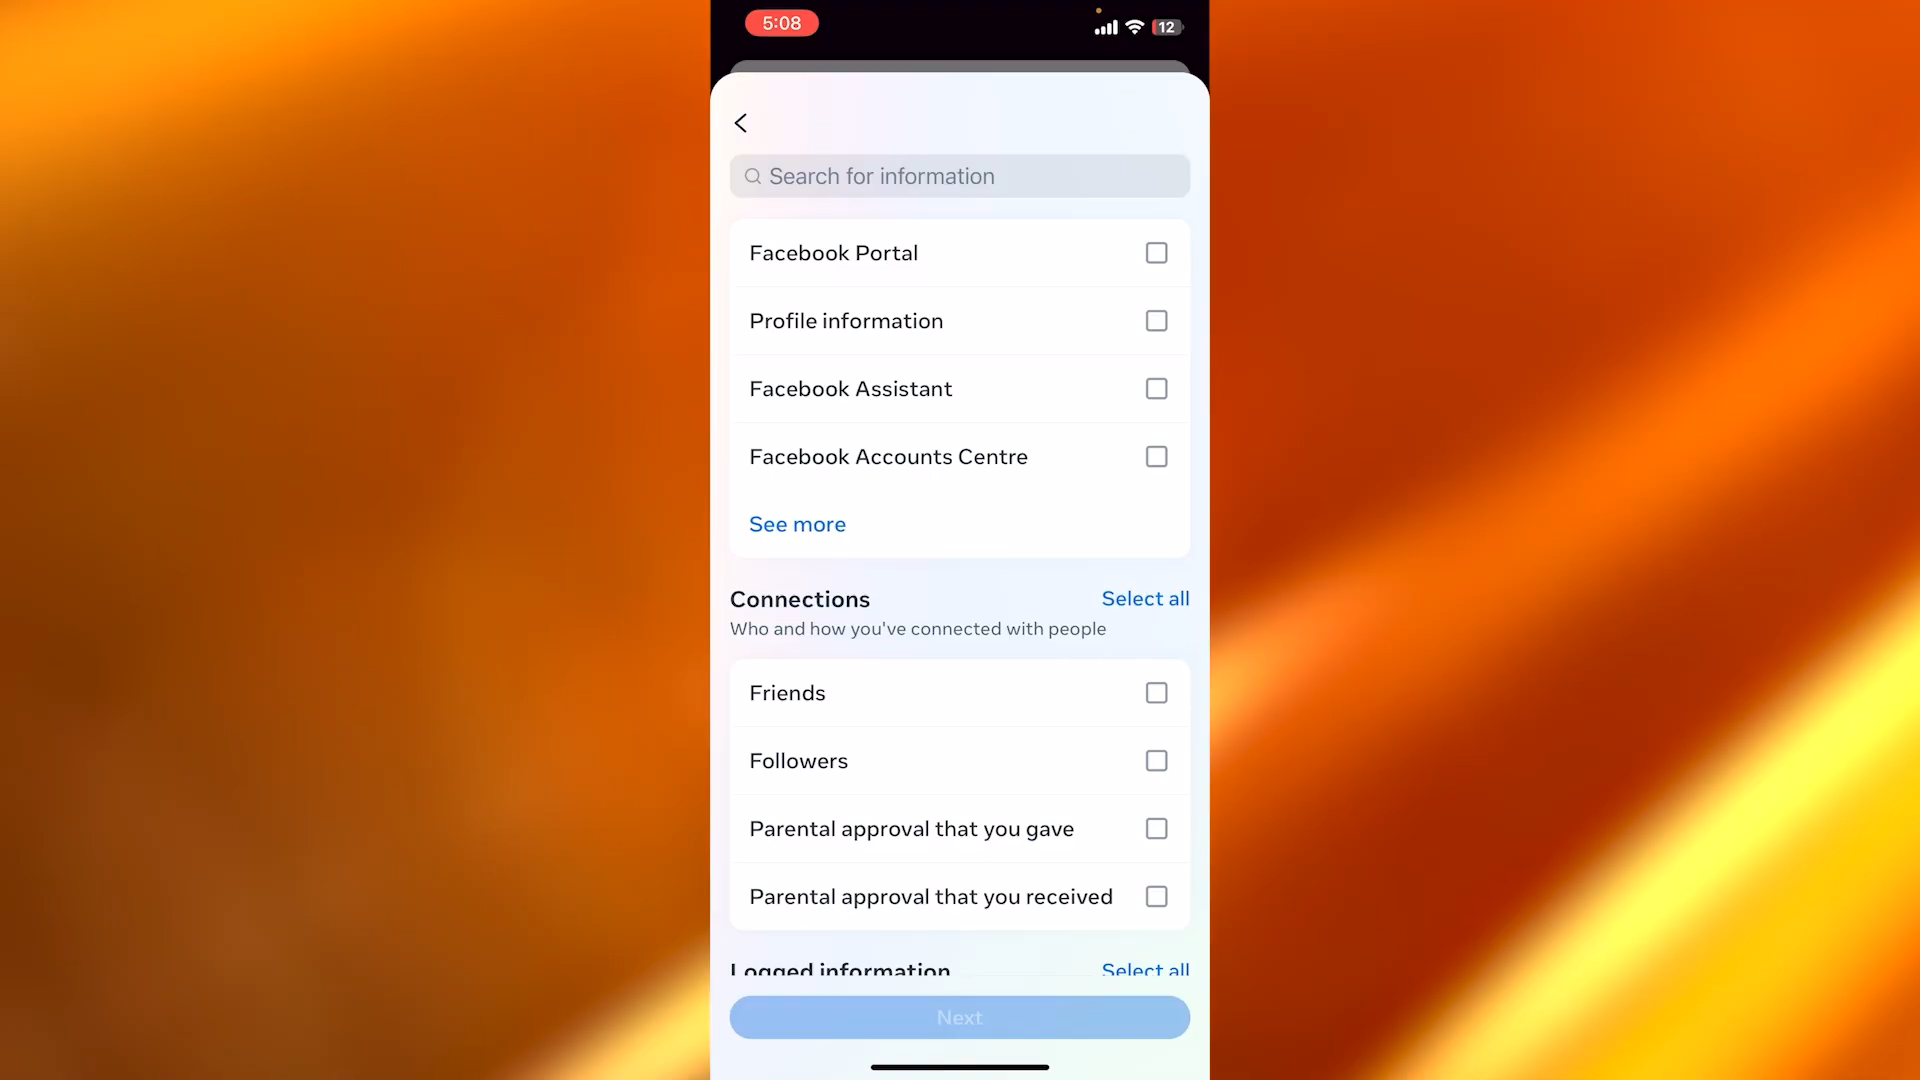 5:08
12
Search for information
Facebook Portal
Profile information
Facebook Assistant
Facebook Accounts Centre
See more
Connections
Select all
Who and how you've connected with people
Friends
Followers
Parental approval that you gave
Parental approval that you received
Logged information
Select all
Next